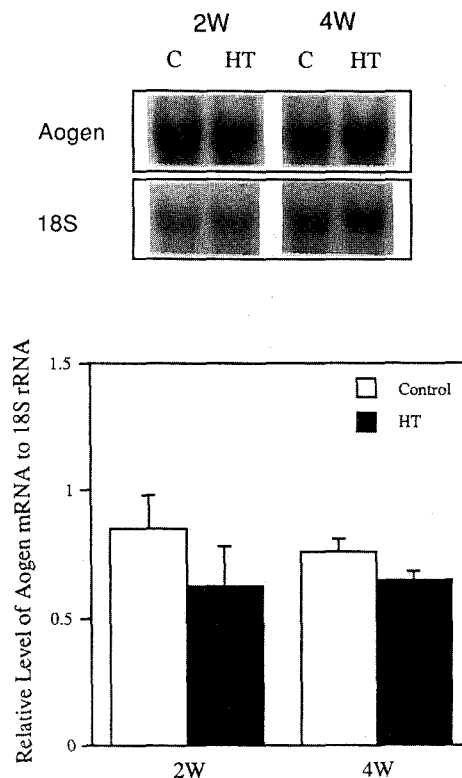 2W 4W
C HT C HT
Aogen
18S
Relative Level of Aogen mRNA to 18S rRNA
1.5
1
0.5
0
Control
HT
2W 4W